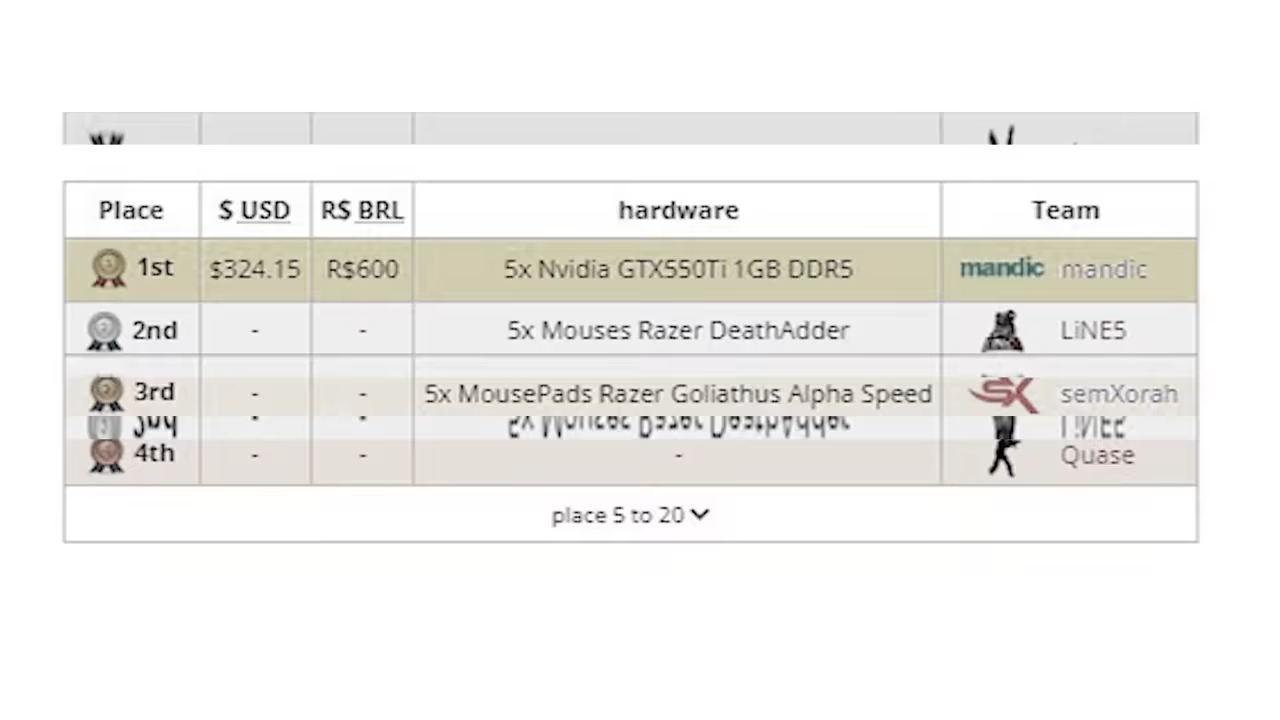 Place $ USD R$ BRL hardware Team
1st $324.15 R$600 5x Nvidia GTX550Ti 1GB DDR5 mandic mandic
2nd - - 5x Mouses Razer DeathAdder LiNE5
3rd - - 5x MousePads Razer Goliathus Alpha Speed SK semXorah
4th - - - Quase
place 5 to 20